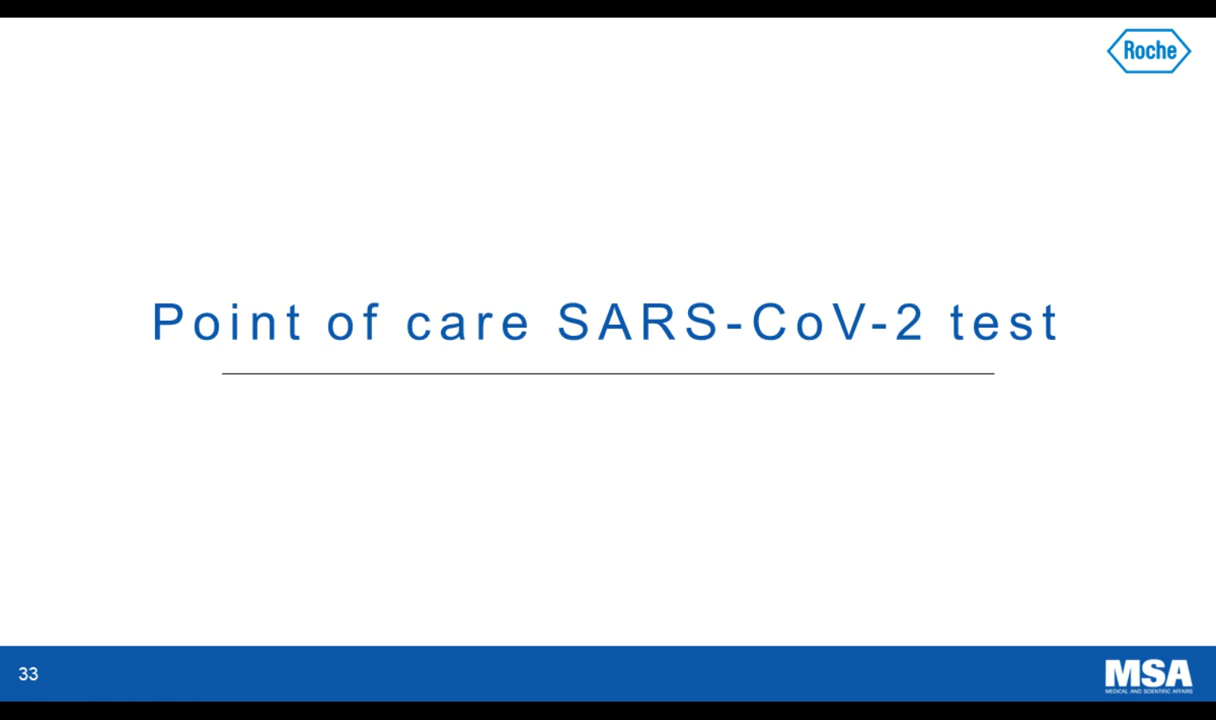 Roche
Point of care SARS-CoV-2 test
33
MSA
MEDICAL AND SCIENTIFIC AFFAIRS